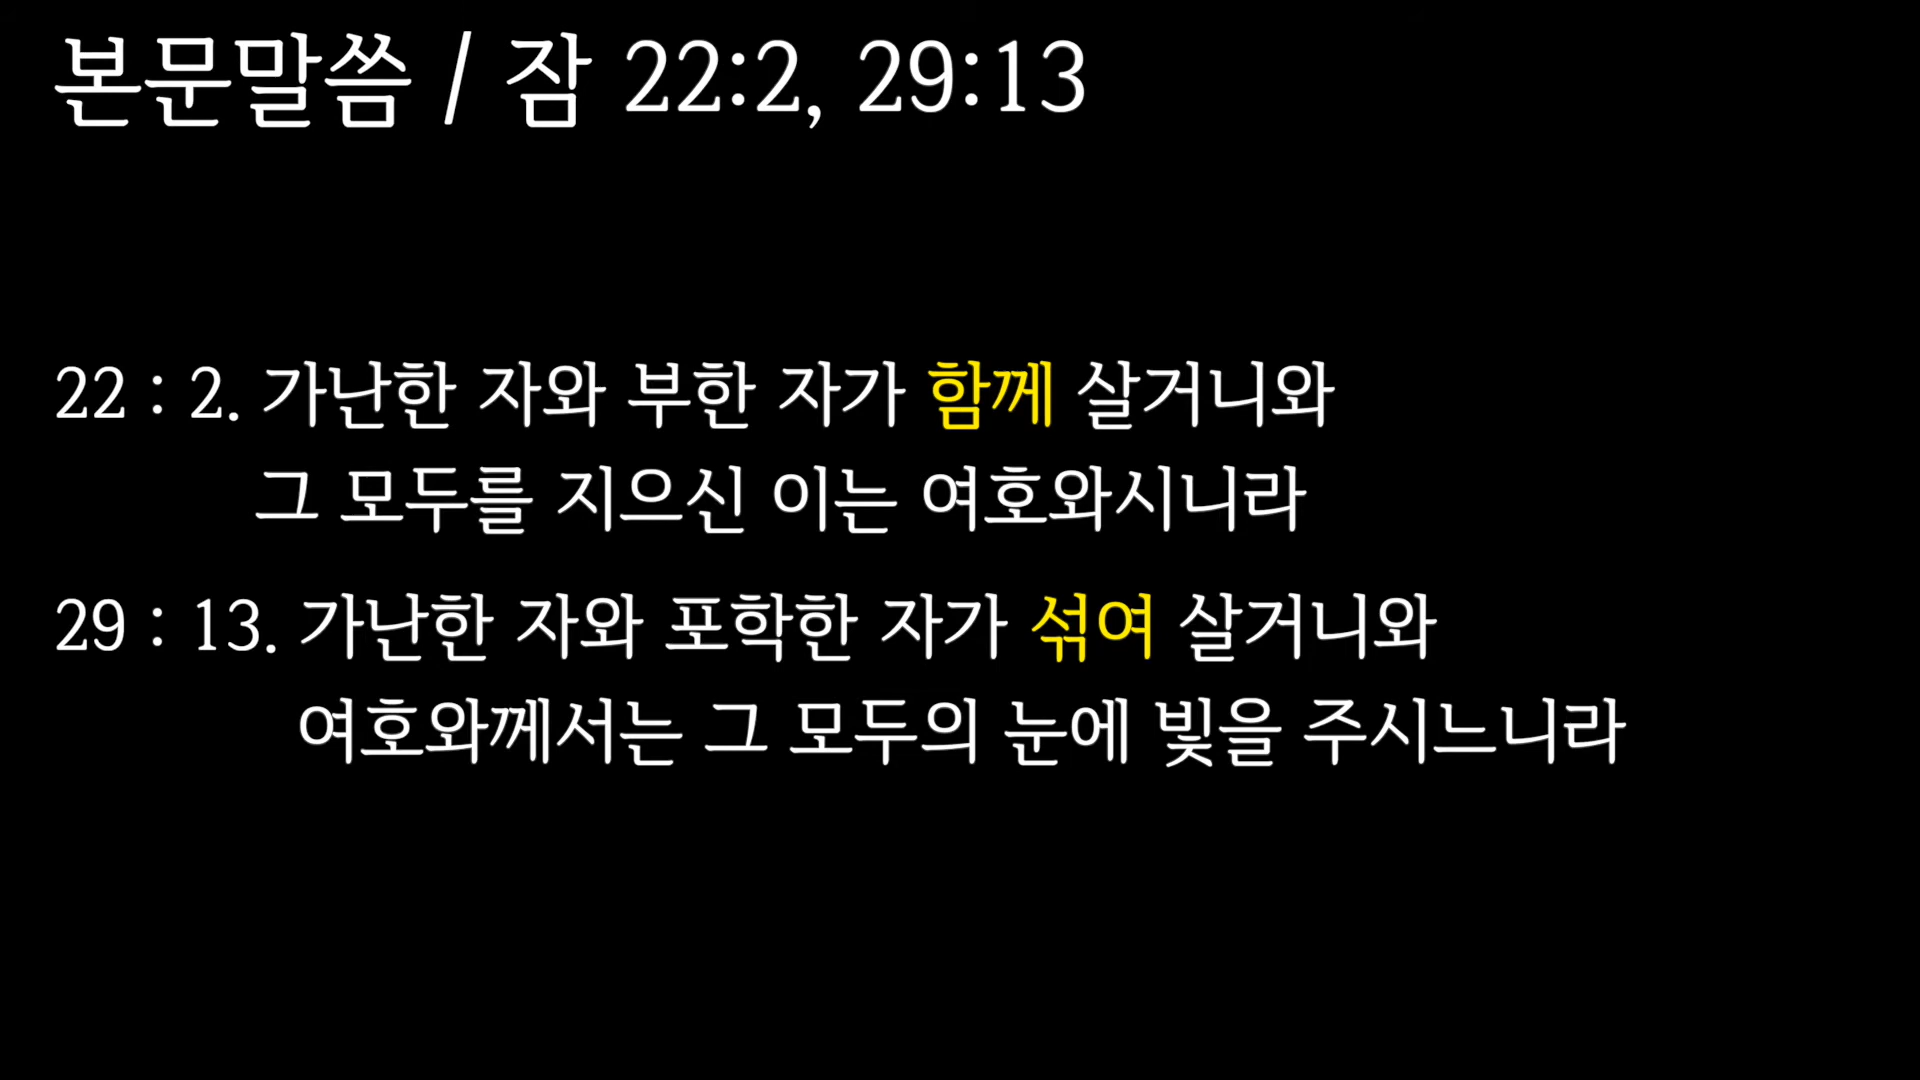 본문말씀 / 잠 22:2, 29:13
22 : 2. 가난한 자와 부한 자가 함께 살거니와
그 모두를 지으신 이는 여호와시니라
29 : 13. 가난한 자와 포학한 자가 섞여 살거니와
여호와께서는 그 모두의 눈에 빛을 주시느니라